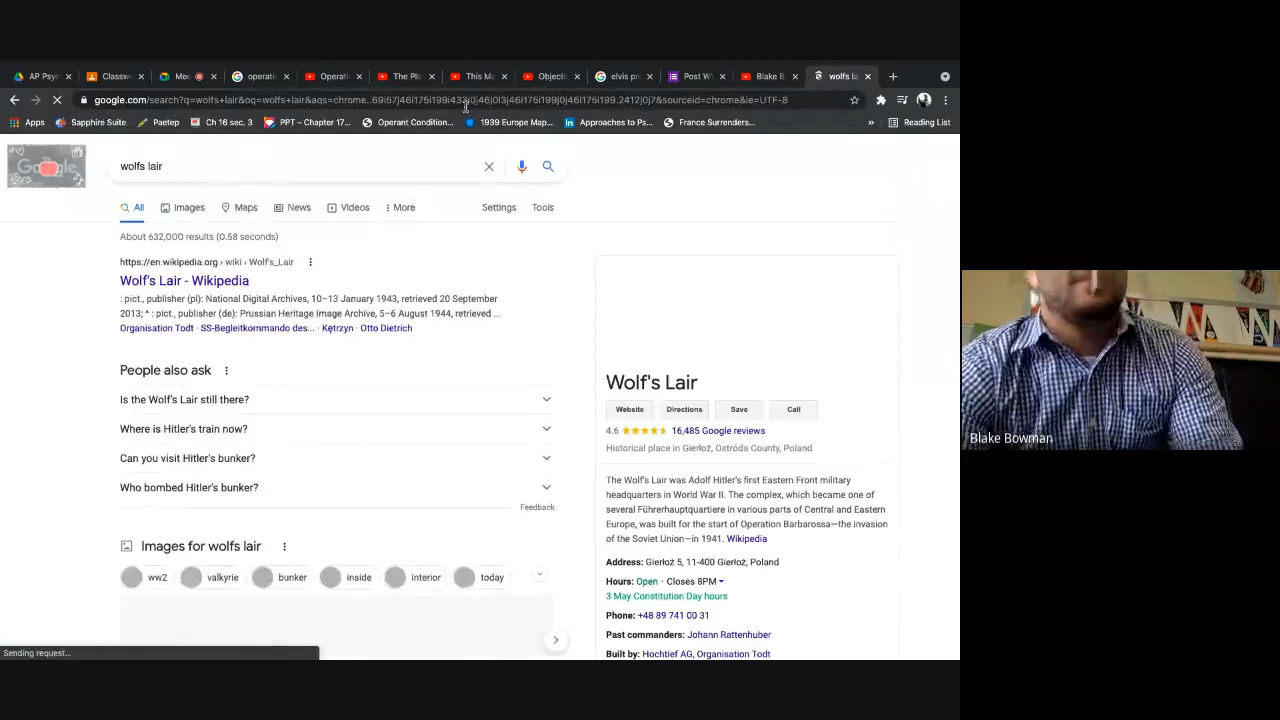 AP Psy
Classw
Mee
operati
Operati
The Plo
This Ma
Objecti
elvis pr
Post W
Blake B
wolfs la
google.com/search?q=wolfs+lair&oq=wolfs+lair&aqs=chrome..69i57j46i175i199i433j0j46j0l3j46i175i199j0j46i175i199.2412j0j7&sourceid=chrome&ie=UTF-8
Apps
Sapphire Suite...
Paetep
Ch 16 sec. 3
PPT – Chapter 17...
Operant Condition...
1939 Europe Map...
Approaches to Ps...
France Surrenders...
»
Reading List
Google
wolfs lair
All
Images
Maps
News
Videos
More
Settings
Tools
About 632,000 results (0.58 seconds)
https://en.wikipedia.org › wiki › Wolf's_Lair
Wolf's Lair - Wikipedia
: pict., publisher (pl): National Digital Archives, 10–13 January 1943, retrieved 20 September
2013; ^ : pict., publisher (de): Prussian Heritage Image Archive, 5–6 August 1944, retrieved ...
Organisation Todt · SS-Begleitkommando des... · Kętrzyn · Otto Dietrich
People also ask
Is the Wolf's Lair still there?
Where is Hitler's train now?
Can you visit Hitler's bunker?
Who bombed Hitler's bunker?
Feedback
Images for wolfs lair
ww2
valkyrie
bunker
inside
interior
today
Sending request...
Wolf's Lair
Website
Directions
Save
Call
4.6
16,485 Google reviews
Historical place in Gierłoż, Ostróda County, Poland
The Wolf's Lair was Adolf Hitler's first Eastern Front military
headquarters in World War II. The complex, which became one of
several Führerhauptquartiere in various parts of Central and Eastern
Europe, was built for the start of Operation Barbarossa—the invasion
of the Soviet Union—in 1941. Wikipedia
Address: Gierłoż 5, 11-400 Gierłoż, Poland
Hours: Open · Closes 8PM
3 May Constitution Day hours
Phone: +48 89 741 00 31
Past commanders: Johann Rattenhuber
Built by: Hochtief AG, Organisation Todt
Blake Bowman